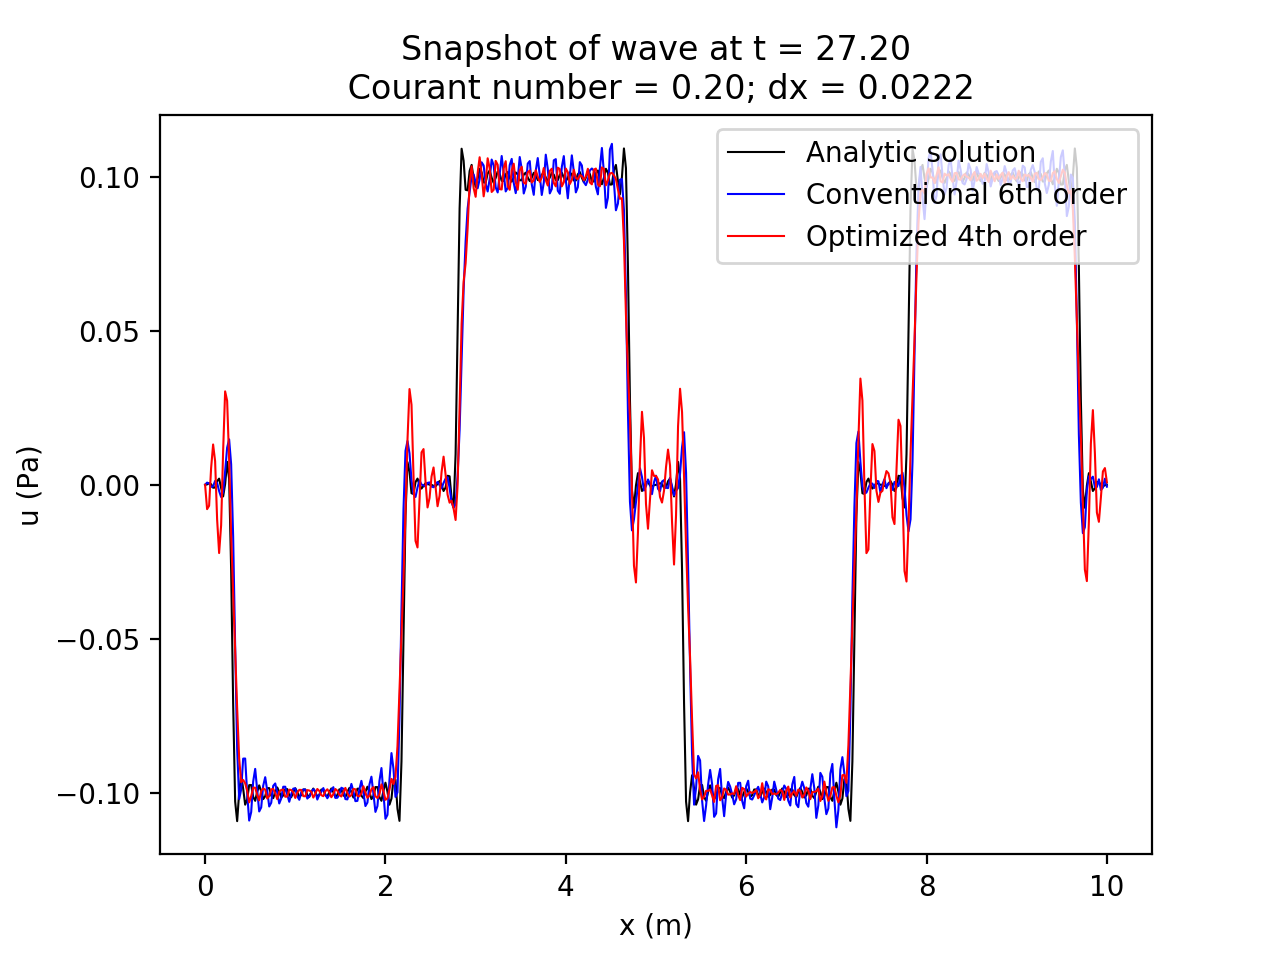 Snapshot of wave at t = 27.20
Courant number = 0.20; dx = 0.0222
Analytic solution
Conventional 6th order
Optimized 4th order
0.10
0.05
0.00
−0.05
−0.10
u (Pa)
0 2 4 6 8 10
x (m)